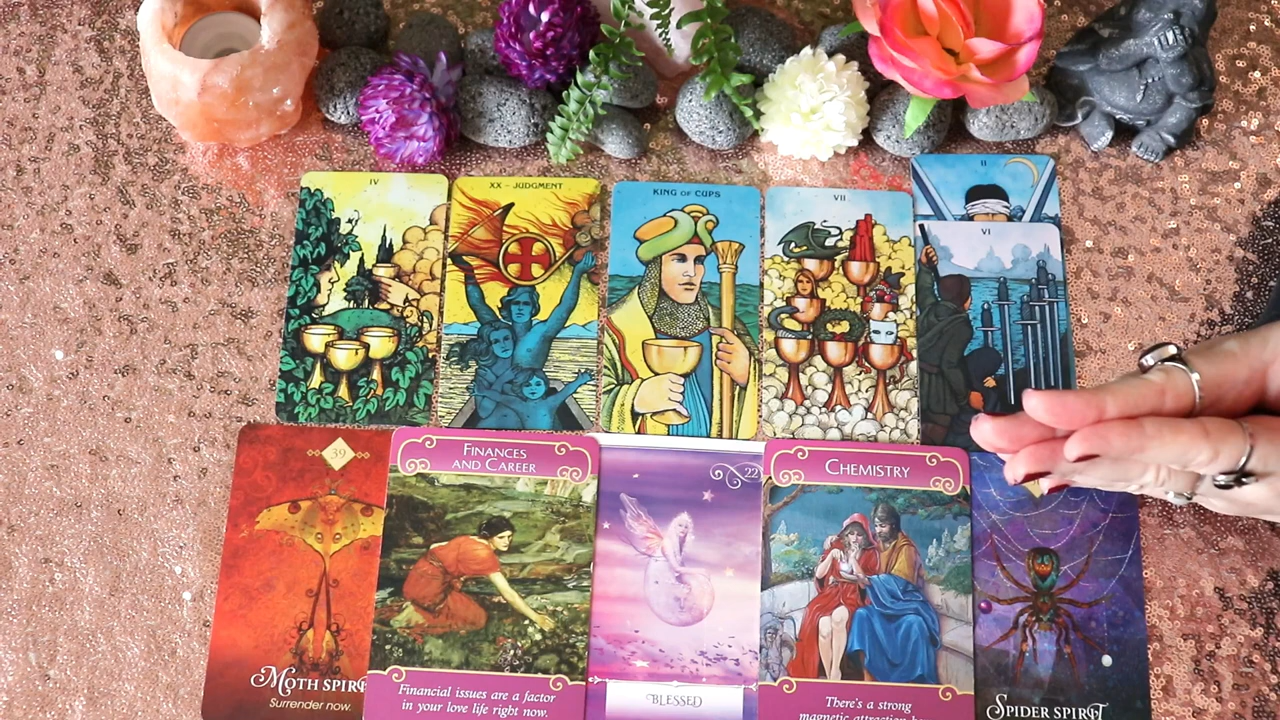 IV
XX - JUDGMENT
KING OF CUPS
VII
II
VI
39
MOTH SPIRIT
Surrender now.
FINANCES
AND CAREER
Financial issues are a factor
in your love life right now.
22
BLESSED
CHEMISTRY
There's a strong
magnetic attraction
SPIDER SPIRIT